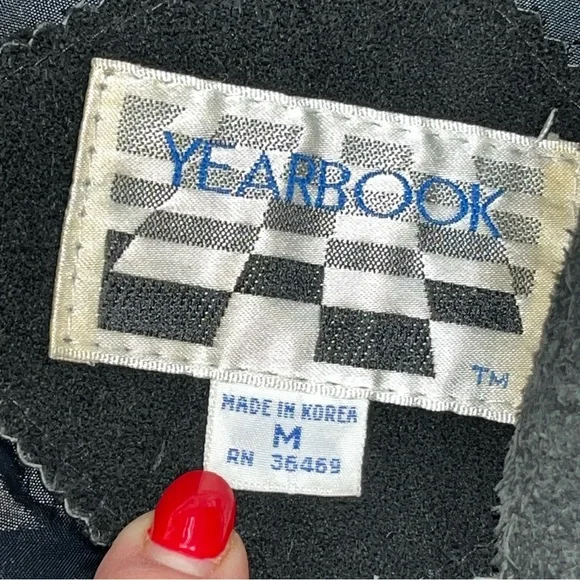 YEARBOOK
TM
MADE IN KOREA
M
RN 36469